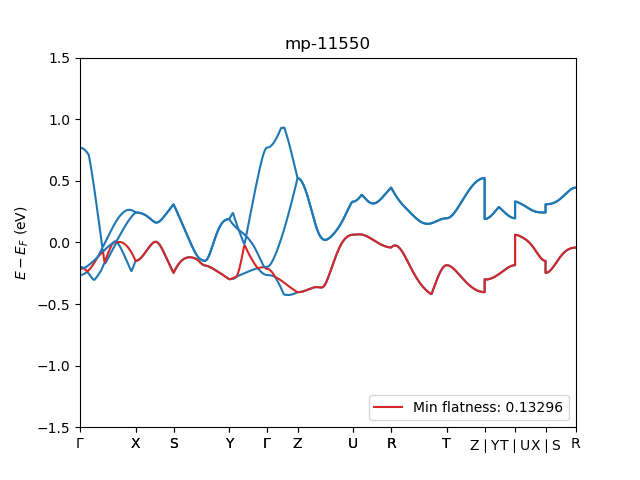 mp-11550
1.5
1.0
0.5
0.0
−0.5
−1.0
−1.5
E − E_F (eV)
Min flatness: 0.13296
Γ X S Y Γ Z U R T Z | YT | UX | S R